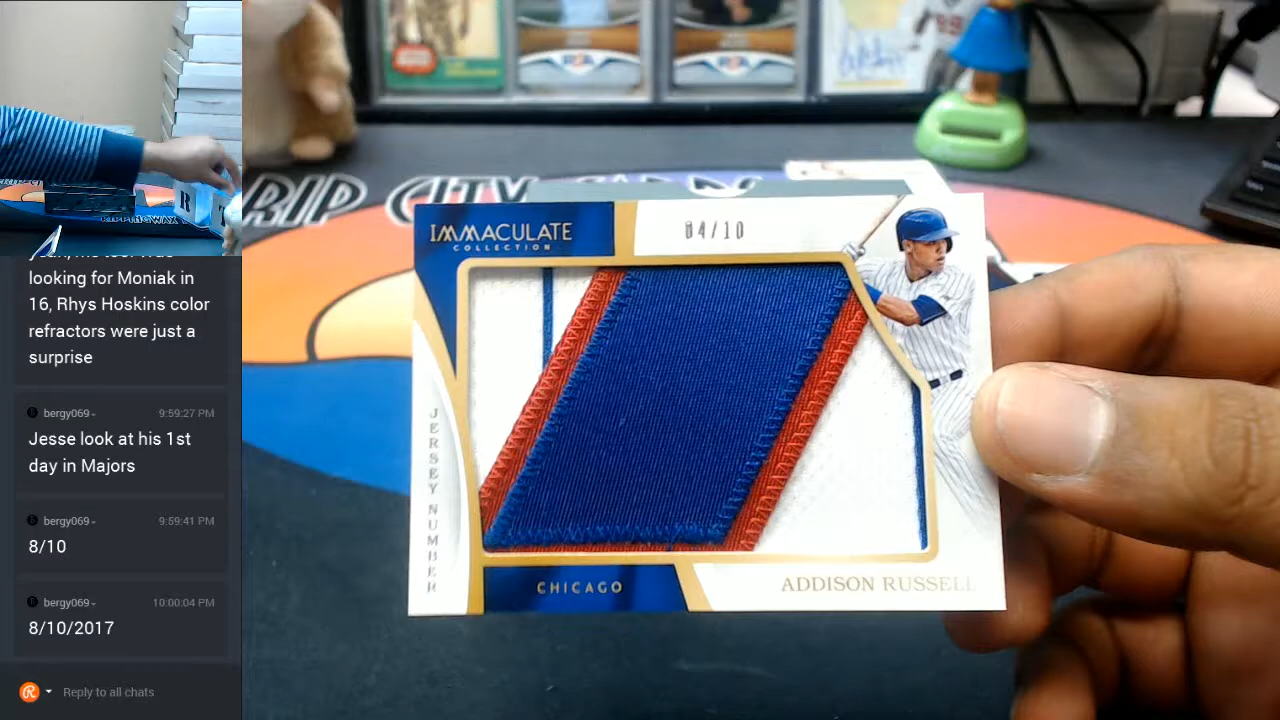 looking for Moniak in
16, Rhys Hoskins color
refractors were just a
surprise
bergy069-
9:59:27 PM
Jesse look at his 1st
day in Majors
bergy069-
9:59:41 PM
8/10
bergy069-
10:00:04 PM
8/10/2017
Reply to all chats
RIP CITY
IMMACULATE
COLLECTION
04/10
JERSEY NUMBER
CHICAGO
ADDISON RUSSELL